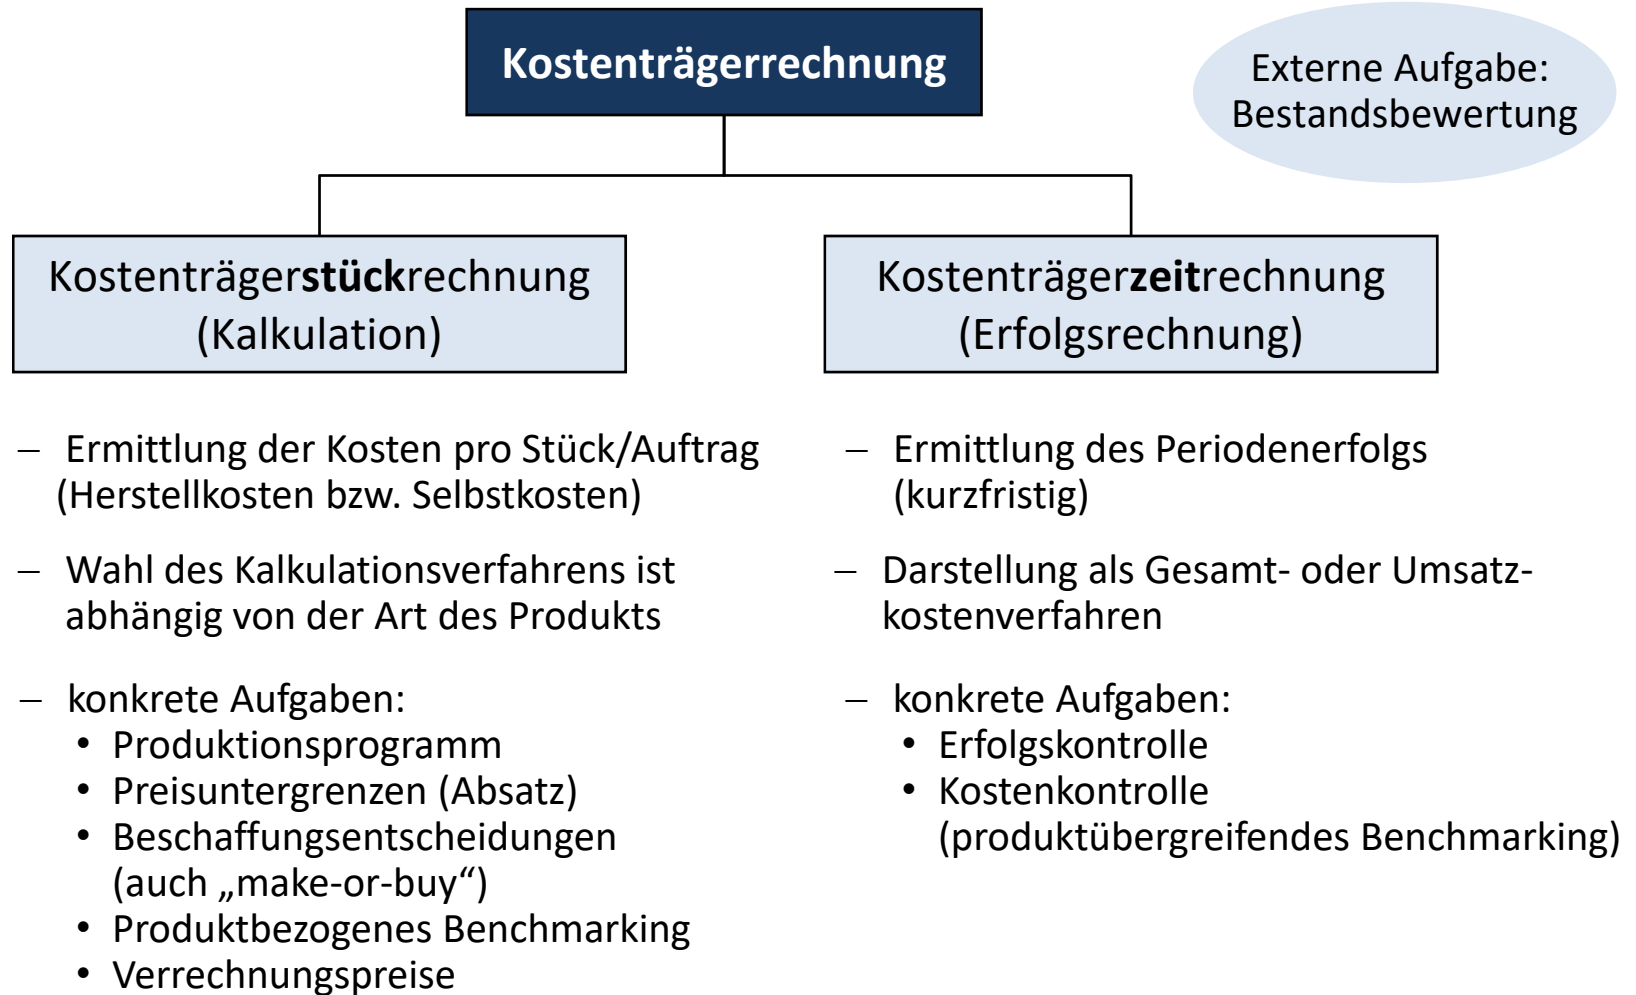 Kostenträgerrechnung
Externe Aufgabe:
Bestandsbewertung
Kostenträgerstückrechnung
(Kalkulation)
– Ermittlung der Kosten pro Stück/Auftrag
(Herstellkosten bzw. Selbstkosten)
– Wahl des Kalkulationsverfahrens ist
abhängig von der Art des Produkts
– konkrete Aufgaben:
• Produktionsprogramm
• Preisuntergrenzen (Absatz)
• Beschaffungsentscheidungen
(auch „make-or-buy“)
• Produktbezogenes Benchmarking
• Verrechnungspreise
Kostenträgerzeitrechnung
(Erfolgsrechnung)
– Ermittlung des Periodenerfolgs
(kurzfristig)
– Darstellung als Gesamt- oder Umsatz-
kostenverfahren
– konkrete Aufgaben:
• Erfolgskontrolle
• Kostenkontrolle
(produktübergreifendes Benchmarking)